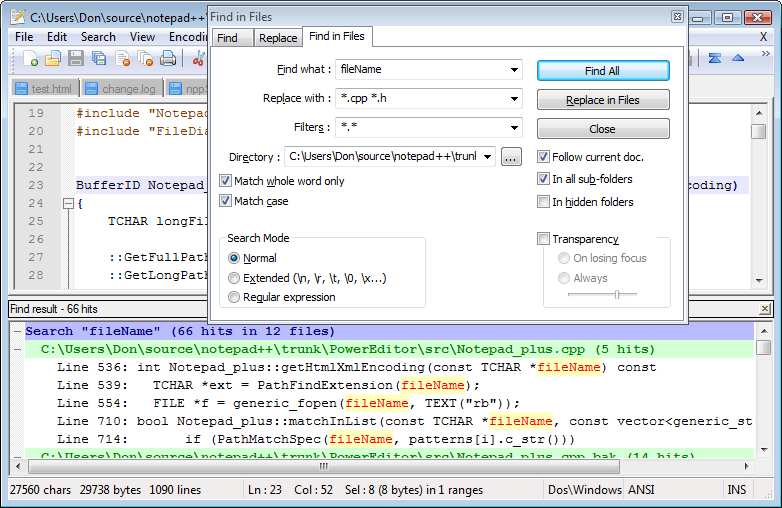 C:\Users\Don\source\notepad++\t
Find in Files
File Edit Search View Encodin
X
Find Replace Find in Files
Find what : fileName
Find All
Replace with : *.cpp *.h
Replace in Files
Filters : *.*
Close
Directory : C:\Users\Don\source\notepad++\trunk\
...
Follow current doc.
Match whole word only
In all sub-folders
Match case
In hidden folders
Search Mode
Normal
Extended (\n, \r, \t, \0, \x...)
Regular expression
Transparency
On losing focus
Always
test.html change.log nppS
19 #include "Notepad_
20 #include "FileDia
21
22
23 BufferID Notepad_ coding)
24 {
25 TCHAR longFil
26
27 ::GetFullPath
28 ::GetLongPath
Find result - 66 hits
Search "fileName" (66 hits in 12 files)
C:\Users\Don\source\notepad++\trunk\PowerEditor\src\Notepad_plus.cpp (5 hits)
Line 536: int Notepad_plus::getHtmlXmlEncoding(const TCHAR *fileName) const
Line 539: TCHAR *ext = PathFindExtension(fileName);
Line 554: FILE *f = generic_fopen(fileName, TEXT("rb"));
Line 710: bool Notepad_plus::matchInList(const TCHAR *fileName, const vector<generic_st
Line 714: if (PathMatchSpec(fileName, patterns[i].c_str()))
C:\Users\Don\source\notepad++\trunk\PowerEditor\src\Notepad_plus.cpp.bak (14 hits)
27560 chars 29738 bytes 1090 lines Ln : 23 Col : 52 Sel : 8 (8 bytes) in 1 ranges Dos\Windows ANSI INS